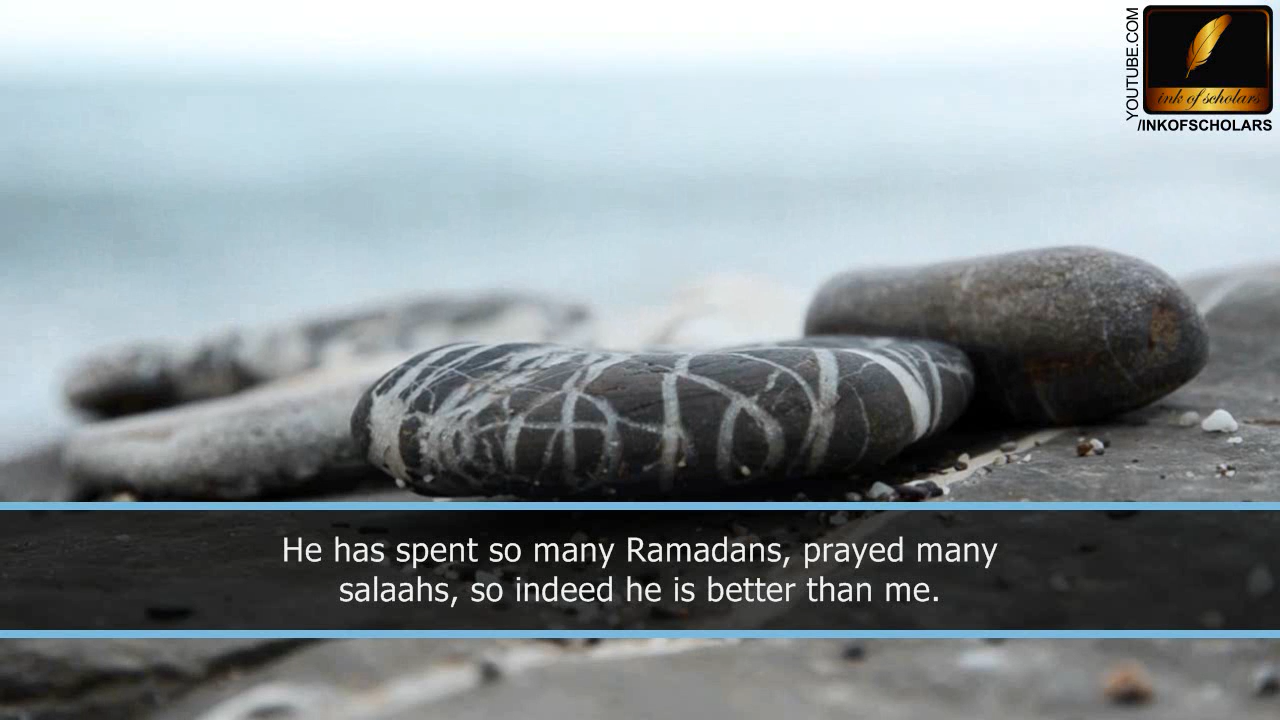 YOUTUBE.COM
ink of scholars
/INKOFSCHOLARS
He has spent so many Ramadans, prayed many
salaahs, so indeed he is better than me.